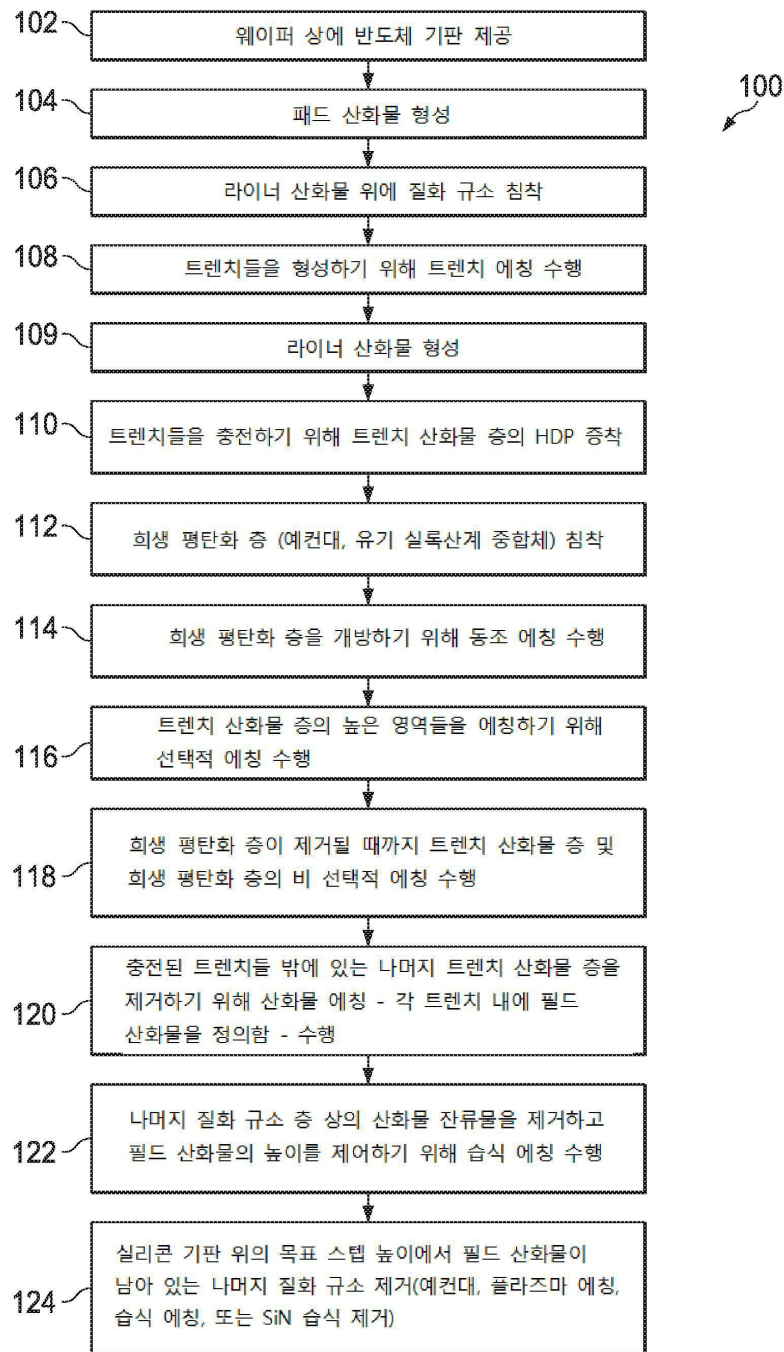 102
웨이퍼 상에 반도체 기판 제공
100
104
패드 산화물 형성
106
라이너 산화물 위에 질화 규소 침착
108
트렌치들을 형성하기 위해 트렌치 에칭 수행
109
라이너 산화물 형성
110
트렌치들을 충전하기 위해 트렌치 산화물 층의 HDP 증착
112
희생 평탄화 층 (예컨대, 유기 실록산계 중합체) 침착
114
희생 평탄화 층을 개방하기 위해 동조 에칭 수행
116
트렌치 산화물 층의 높은 영역들을 에칭하기 위해
선택적 에칭 수행
118
희생 평탄화 층이 제거될 때까지 트렌치 산화물 층 및
희생 평탄화 층의 비 선택적 에칭 수행
120
충전된 트렌치들 밖에 있는 나머지 트렌치 산화물 층을
제거하기 위해 산화물 에칭 - 각 트렌치 내에 필드
산화물을 정의함 - 수행
122
나머지 질화 규소 층 상의 산화물 잔류물을 제거하고
필드 산화물의 높이를 제어하기 위해 습식 에칭 수행
124
실리콘 기판 위의 목표 스텝 높이에서 필드 산화물이
남아 있는 나머지 질화 규소 제거(예컨대, 플라즈마 에칭,
습식 에칭, 또는 SiN 습식 제거)